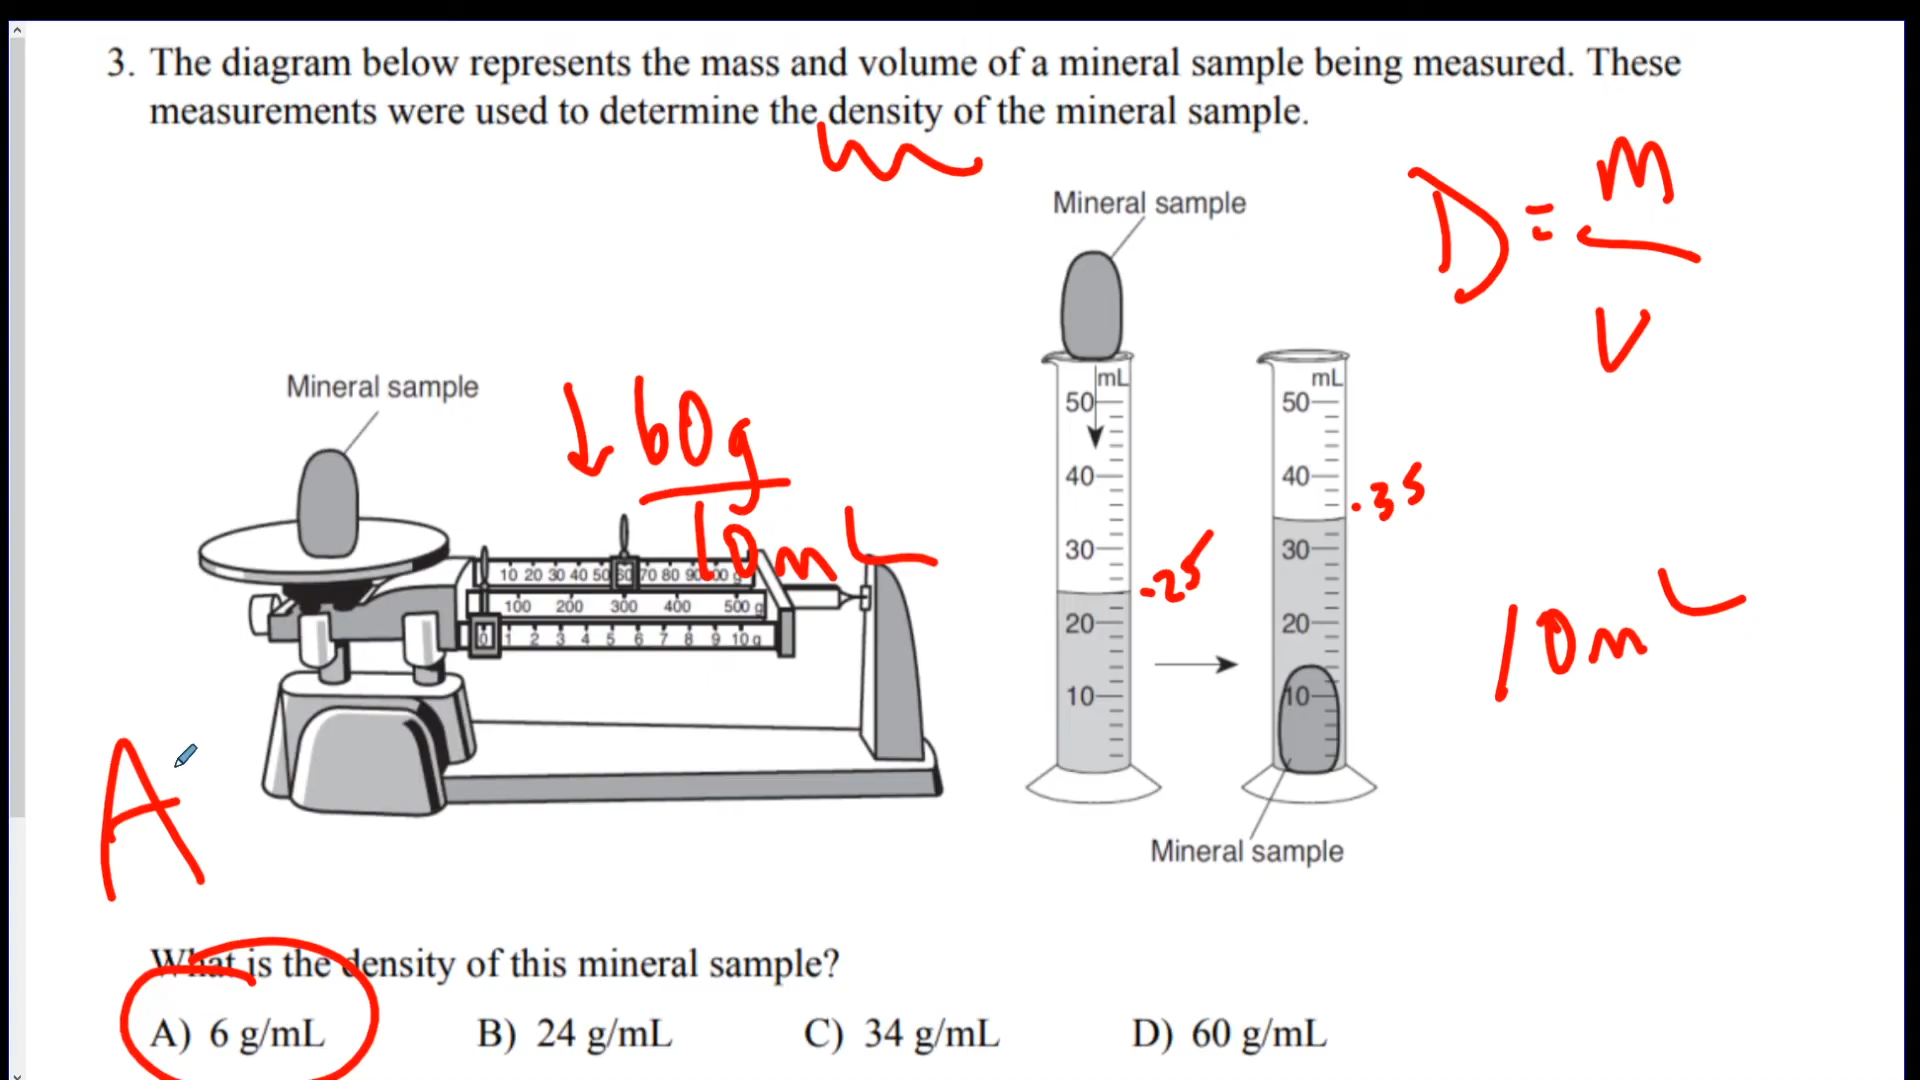 3. The diagram below represents the mass and volume of a mineral sample being measured. These
measurements were used to determine the density of the mineral sample.
D = m
V
Mineral sample
Mineral sample
↓ 60g
10mL
mL
50
40
30
20
10
mL
50
40
30
20
10
.35
-25
10mL
10 20 30 40 50 60 70 80 90 100 g
100 200 300 400 500 g
0 1 2 3 4 5 6 7 8 9 10 g
Mineral sample
A
What is the density of this mineral sample?
A) 6 g/mL B) 24 g/mL C) 34 g/mL D) 60 g/mL